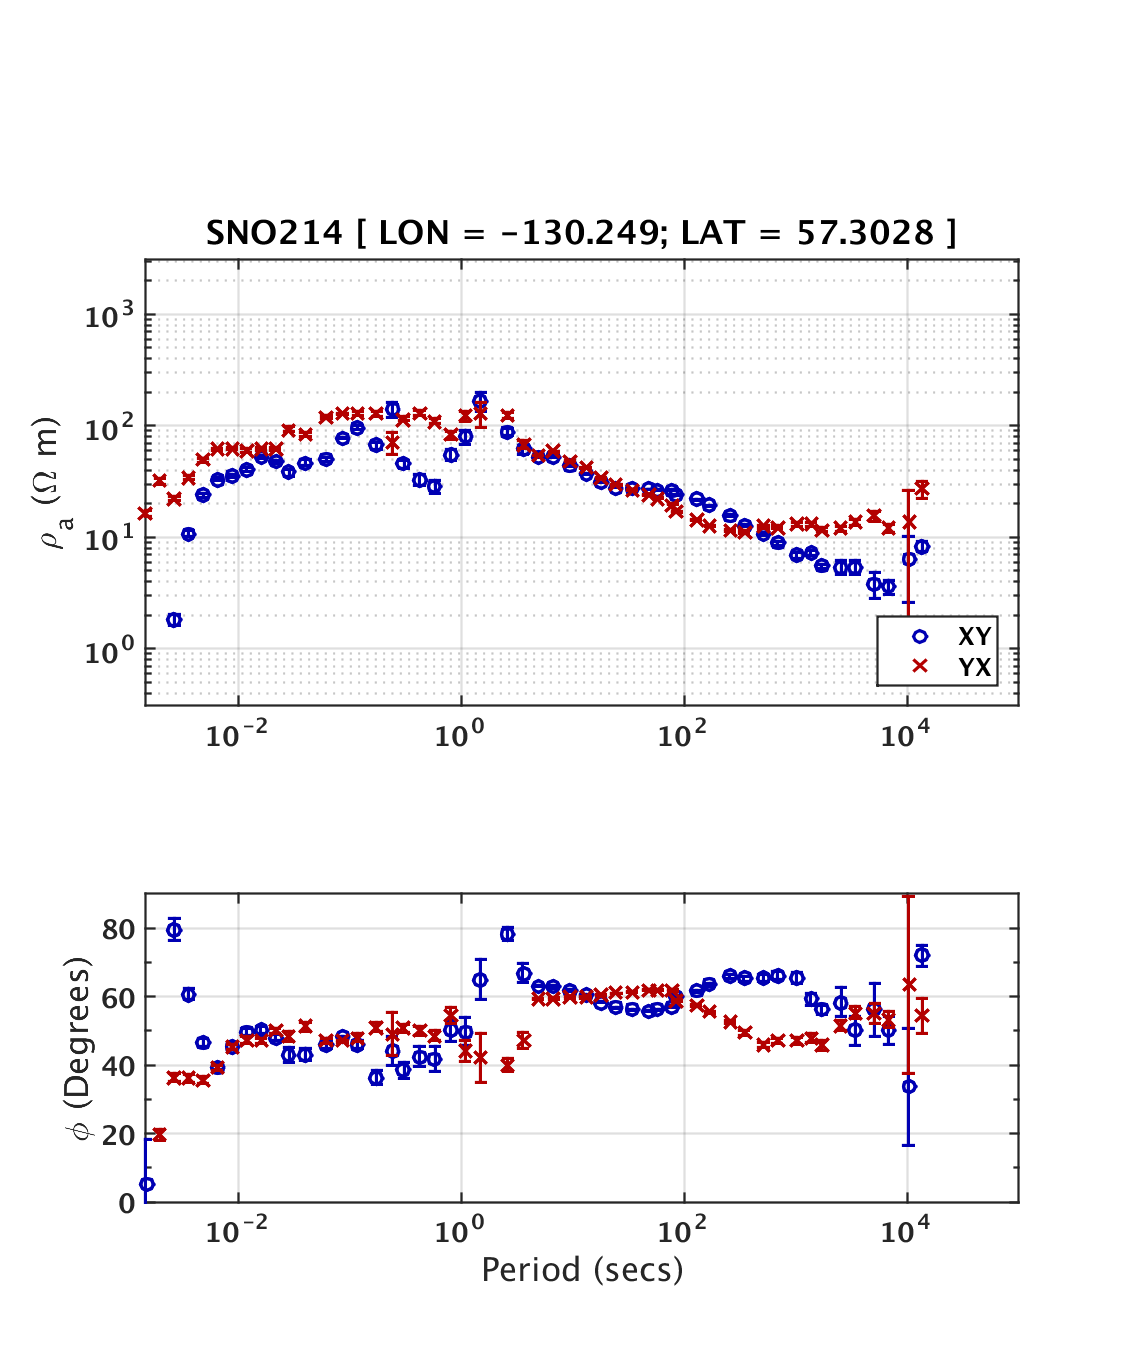 SNO214 [ LON = -130.249; LAT = 57.3028 ]
ρa (Ω m)
10^3
10^2
10^1
10^0
XY
YX
10^-2 10^0 10^2 10^4
ϕ (Degrees)
80
60
40
20
0
10^-2 10^0 10^2 10^4
Period (secs)